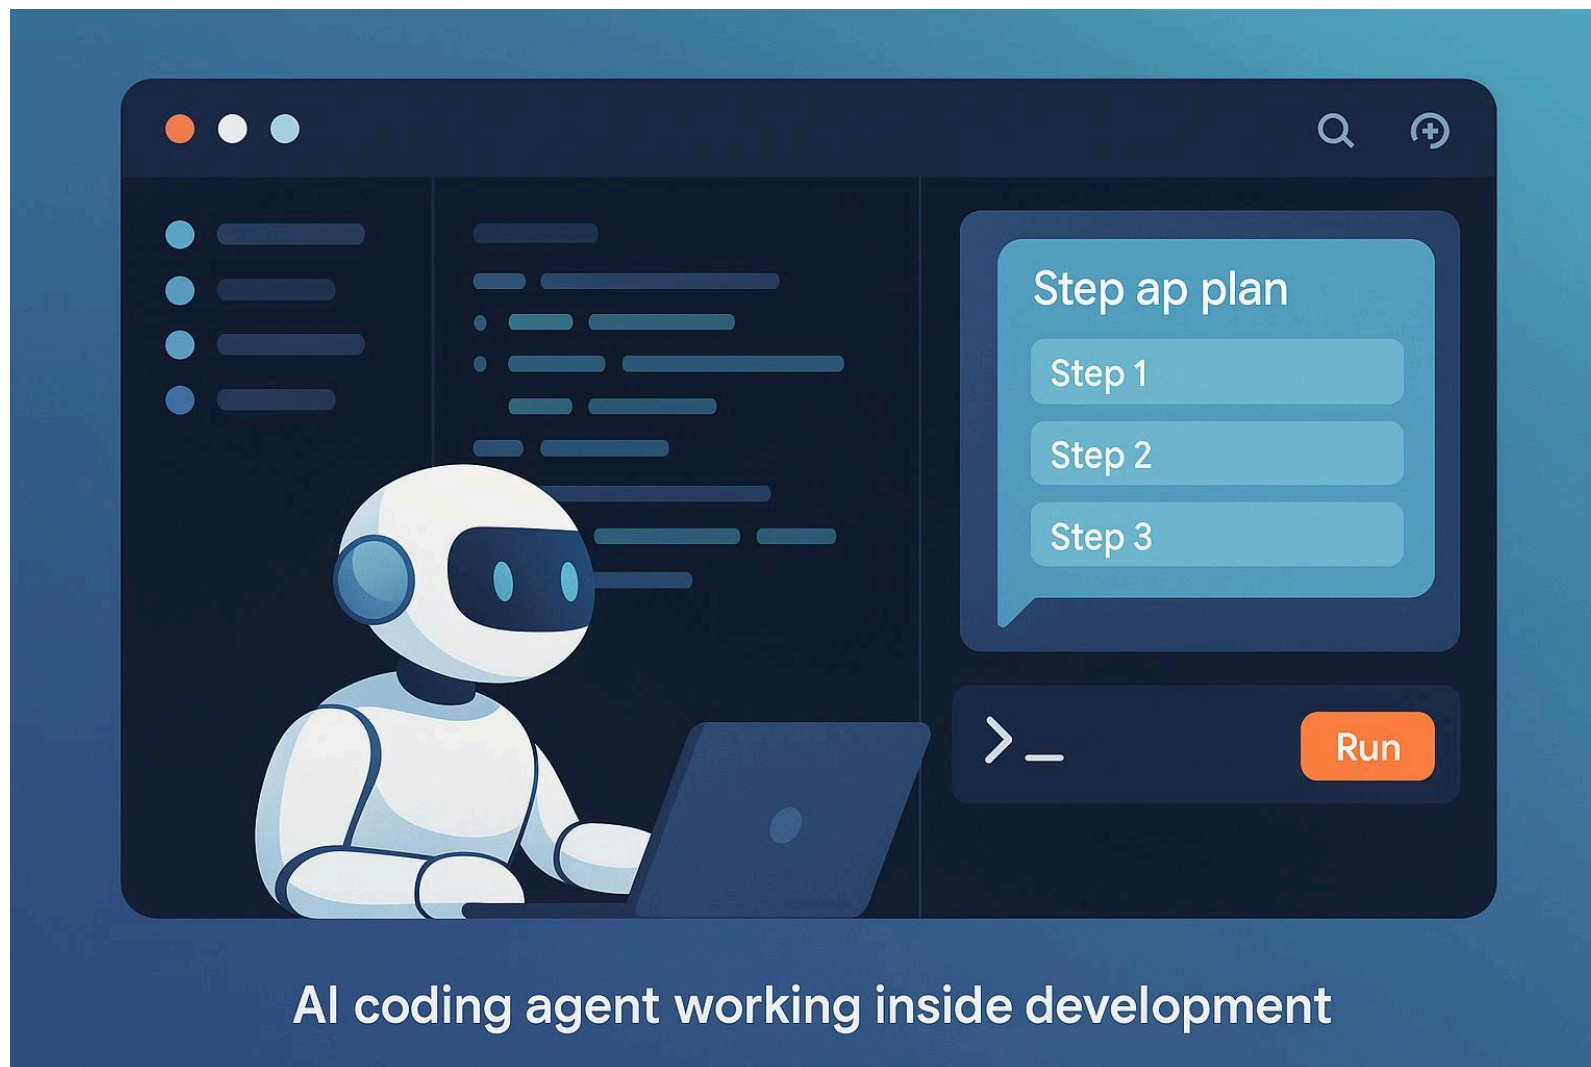 Step ap plan
Step 1
Step 2
Step 3
Run
AI coding agent working inside development